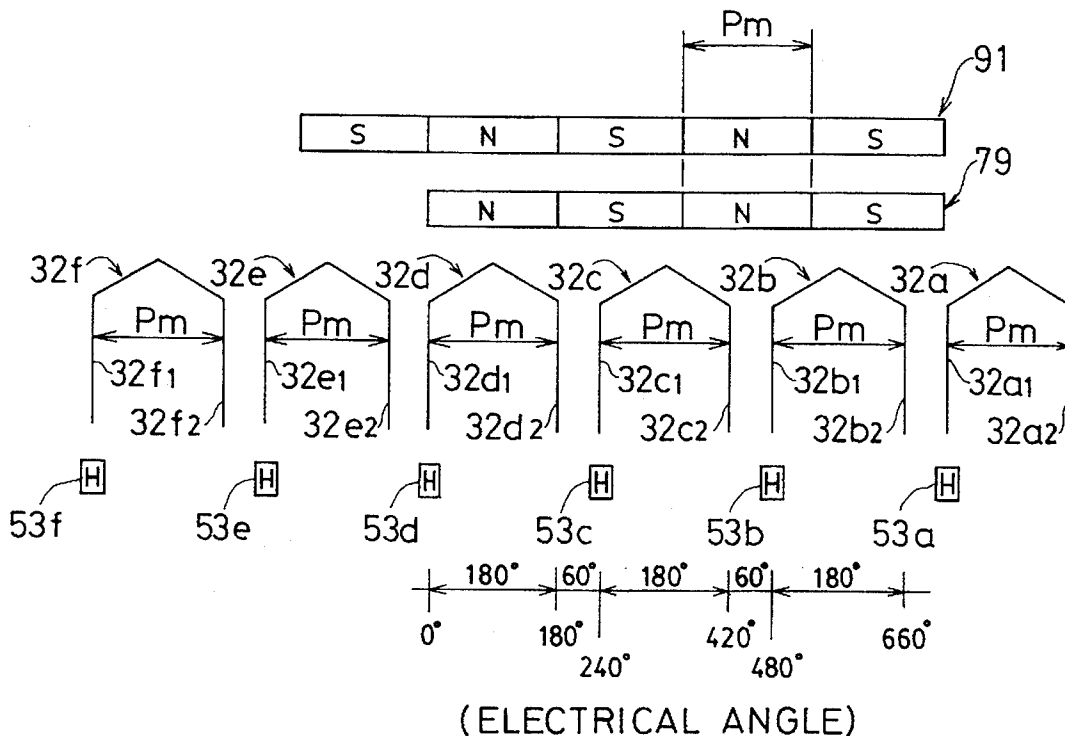 Pm
91
S N S N S
79
N S N S
32f 32e 32d 32c 32b 32a
Pm Pm Pm Pm Pm Pm
32f1 32e1 32d1 32c1 32b1 32a1
32f2 32e2 32d2 32c2 32b2 32a2
H H H H H H
53f 53e 53d 53c 53b 53a
180° 60° 180° 60° 180°
0° 180° 420° 660°
240° 480°
(ELECTRICAL ANGLE)